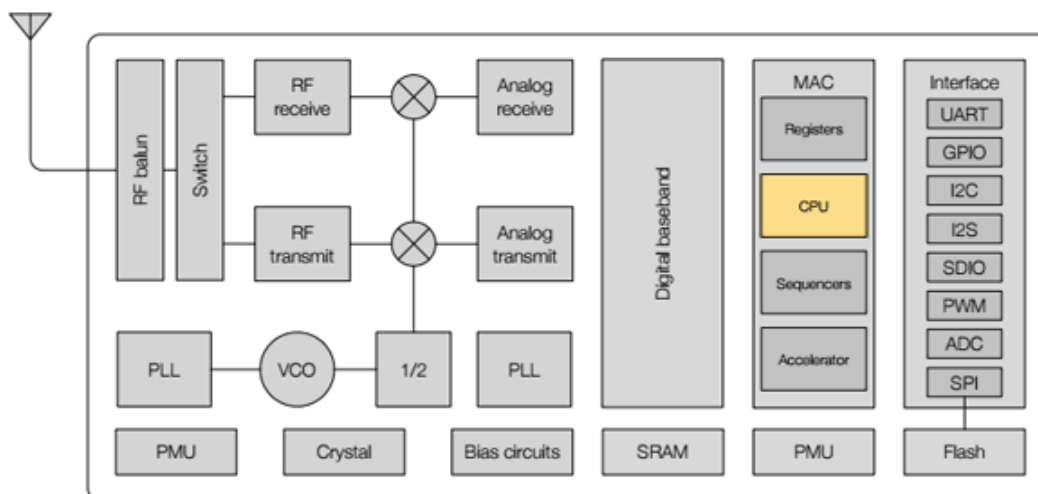 RF balun
Switch
RF
receive
Analog
receive
RF
transmit
Analog
transmit
PLL
VCO
1/2
PLL
Digital baseband
MAC
Registers
CPU
Sequencers
Accelerator
Interface
UART
GPIO
I2C
I2S
SDIO
PWM
ADC
SPI
PMU
Crystal
Bias circuits
SRAM
PMU
Flash